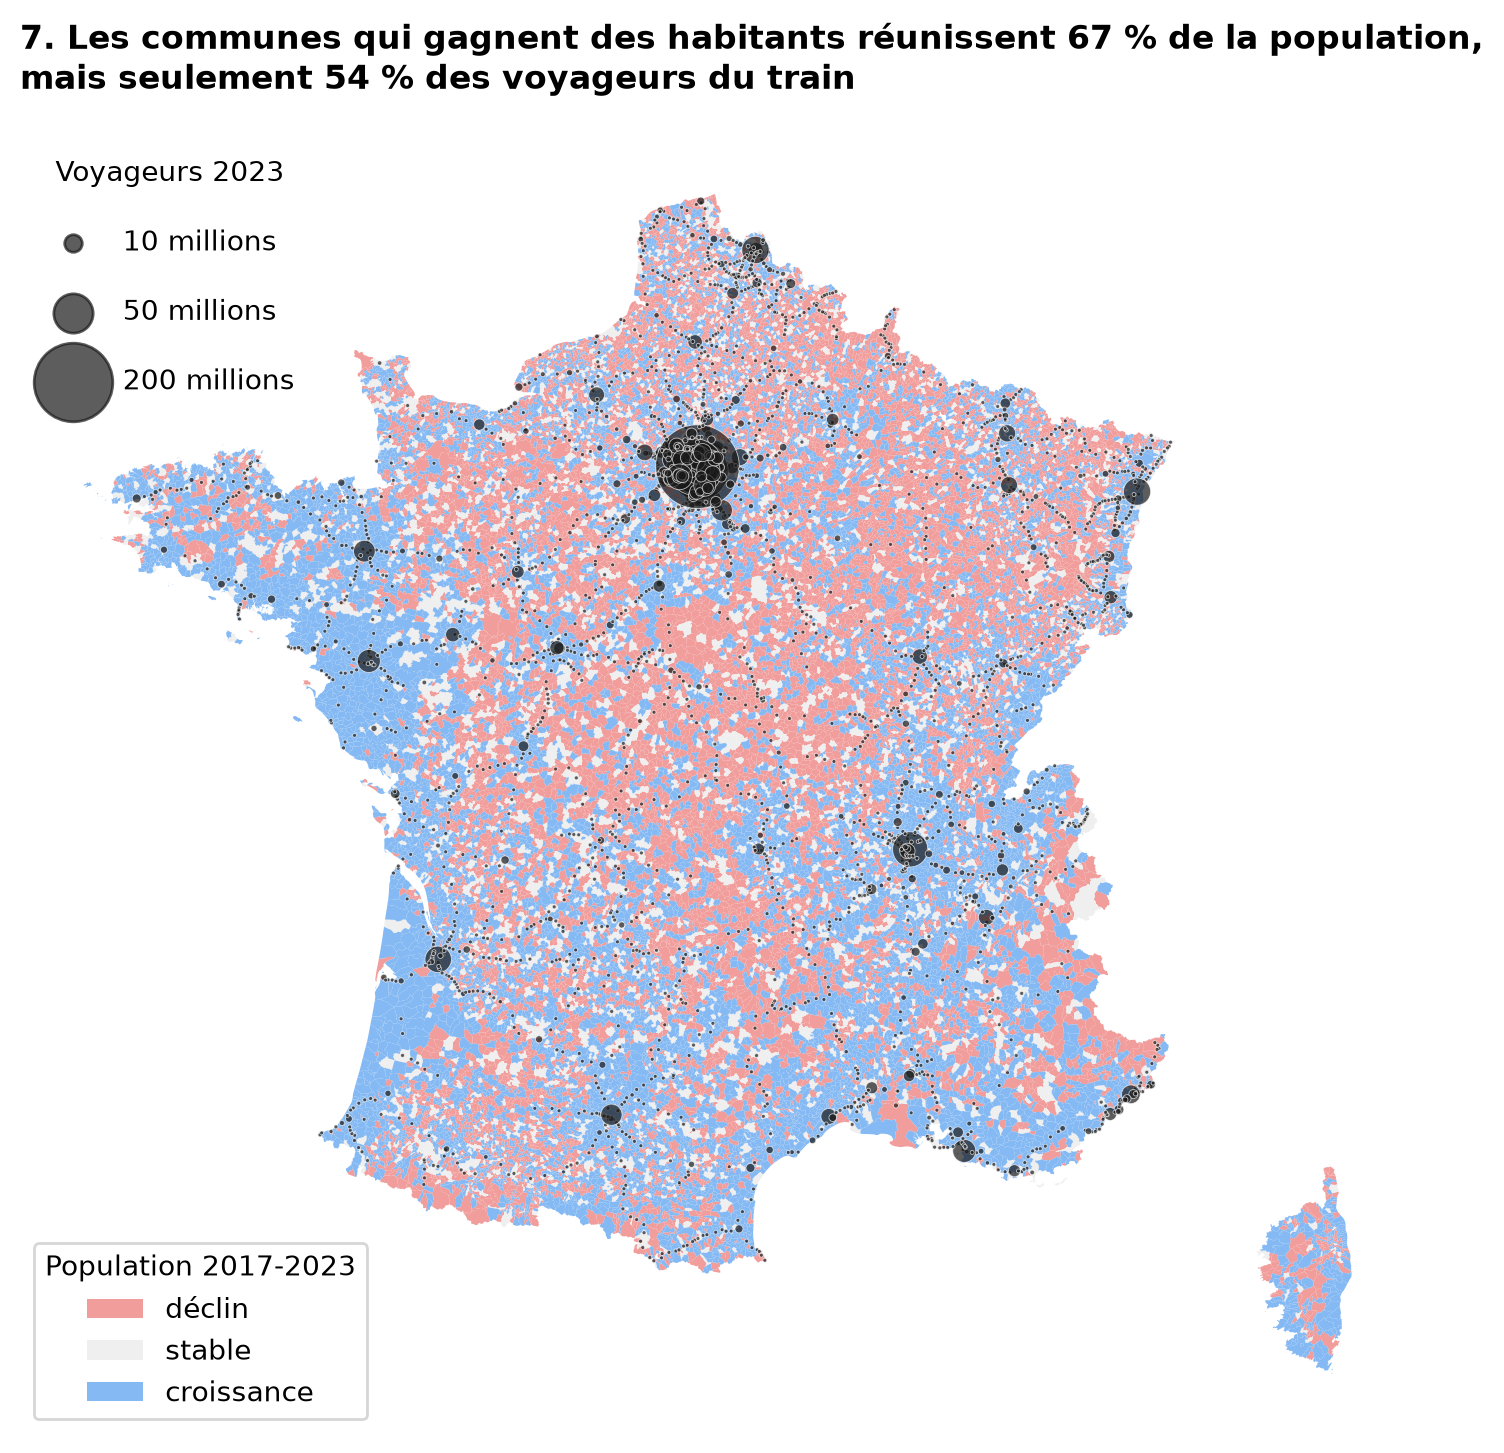 7. Les communes qui gagnent des habitants réunissent 67 % de la population,
mais seulement 54 % des voyageurs du train
Voyageurs 2023
10 millions
50 millions
200 millions
Population 2017-2023
déclin
stable
croissance